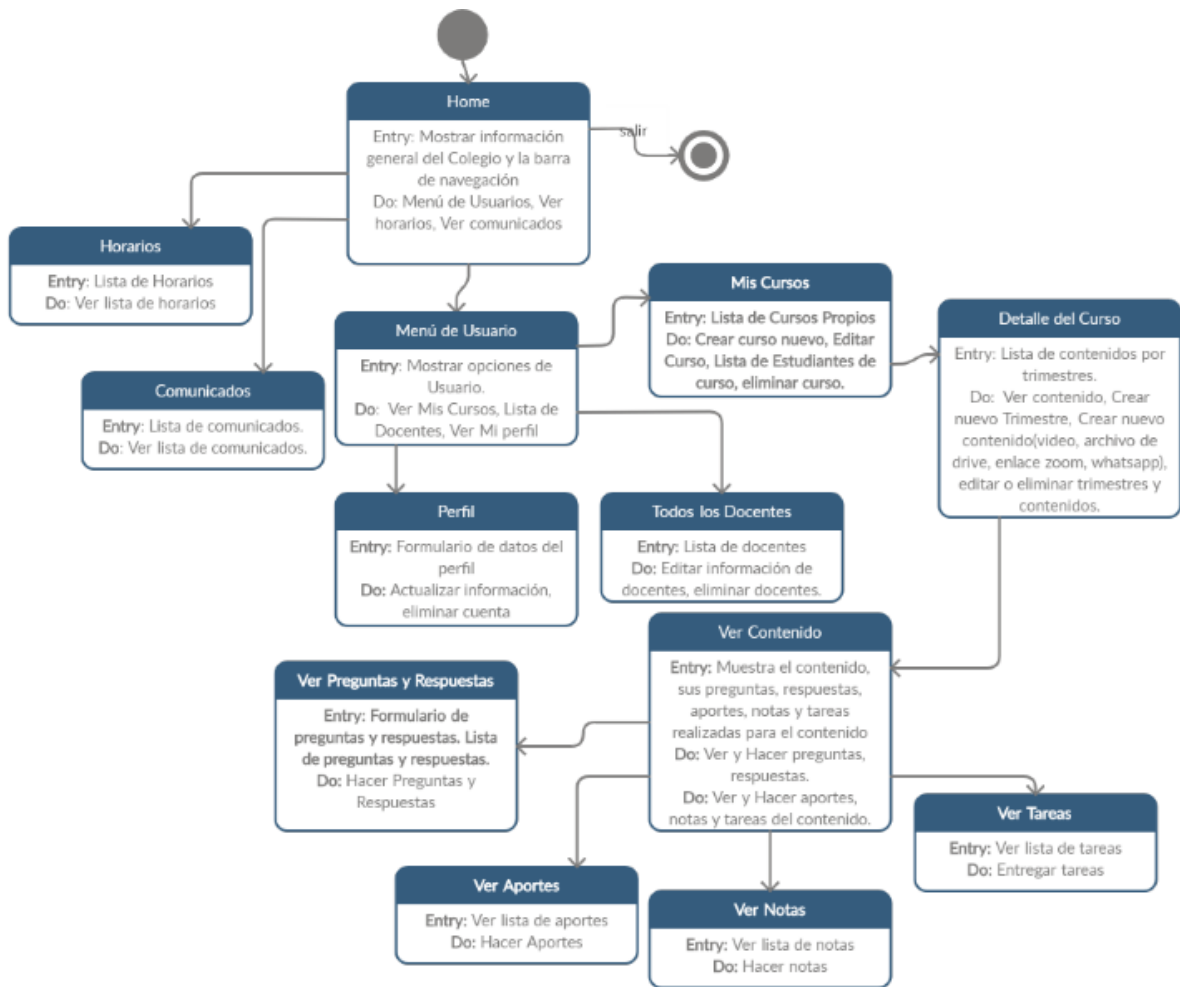 Home
Entry: Mostrar información
general del Colegio y la barra
de navegación
Do: Menú de Usuarios, Ver
horarios, Ver comunicados
salir
Horarios
Entry: Lista de Horarios
Do: Ver lista de horarios
Comunicados
Entry: Lista de comunicados.
Do: Ver lista de comunicados.
Menú de Usuario
Entry: Mostrar opciones de
Usuario.
Do: Ver Mis Cursos, Lista de
Docentes, Ver Mi perfil
Mis Cursos
Entry: Lista de Cursos Propios
Do: Crear curso nuevo, Editar
Curso, Lista de Estudiantes de
curso, eliminar curso.
Detalle del Curso
Entry: Lista de contenidos por
trimestres.
Do: Ver contenido, Crear
nuevo Trimestre, Crear nuevo
contenido(video, archivo de
drive, enlace zoom, whatsapp),
editar o eliminar trimestres y
contenidos.
Perfil
Entry: Formulario de datos del
perfil
Do: Actualizar información,
eliminar cuenta
Todos los Docentes
Entry: Lista de docentes
Do: Editar información de
docentes, eliminar docentes.
Ver Contenido
Entry: Muestra el contenido,
sus preguntas, respuestas,
aportes, notas y tareas
realizadas para el contenido
Do: Ver y Hacer preguntas,
respuestas.
Do: Ver y Hacer aportes,
notas y tareas del contenido.
Ver Preguntas y Respuestas
Entry: Formulario de
preguntas y respuestas. Lista
de preguntas y respuestas.
Do: Hacer Preguntas y
Respuestas
Ver Tareas
Entry: Ver lista de tareas
Do: Entregar tareas
Ver Aportes
Entry: Ver lista de aportes
Do: Hacer Aportes
Ver Notas
Entry: Ver lista de notas
Do: Hacer notas